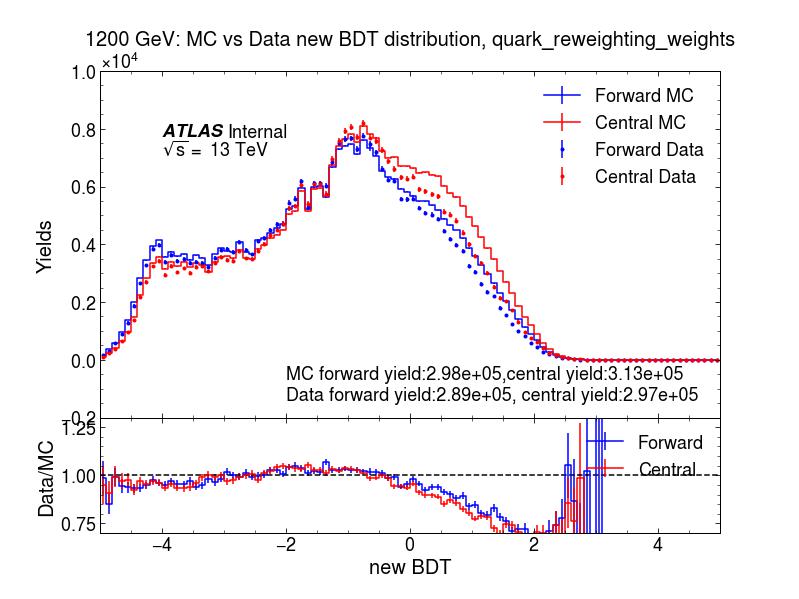 1200 GeV: MC vs Data new BDT distribution, quark_reweighting_weights
×10⁴
1.0
0.8
0.6
0.4
0.2
0.0
0.2
Yields
ATLAS Internal
√s = 13 TeV
Forward MC
Central MC
Forward Data
Central Data
MC forward yield:2.98e+05,central yield:3.13e+05
Data forward yield:2.89e+05, central yield:2.97e+05
1.25
1.00
0.75
Data/MC
Forward
Central
−4 −2 0 2 4
new BDT